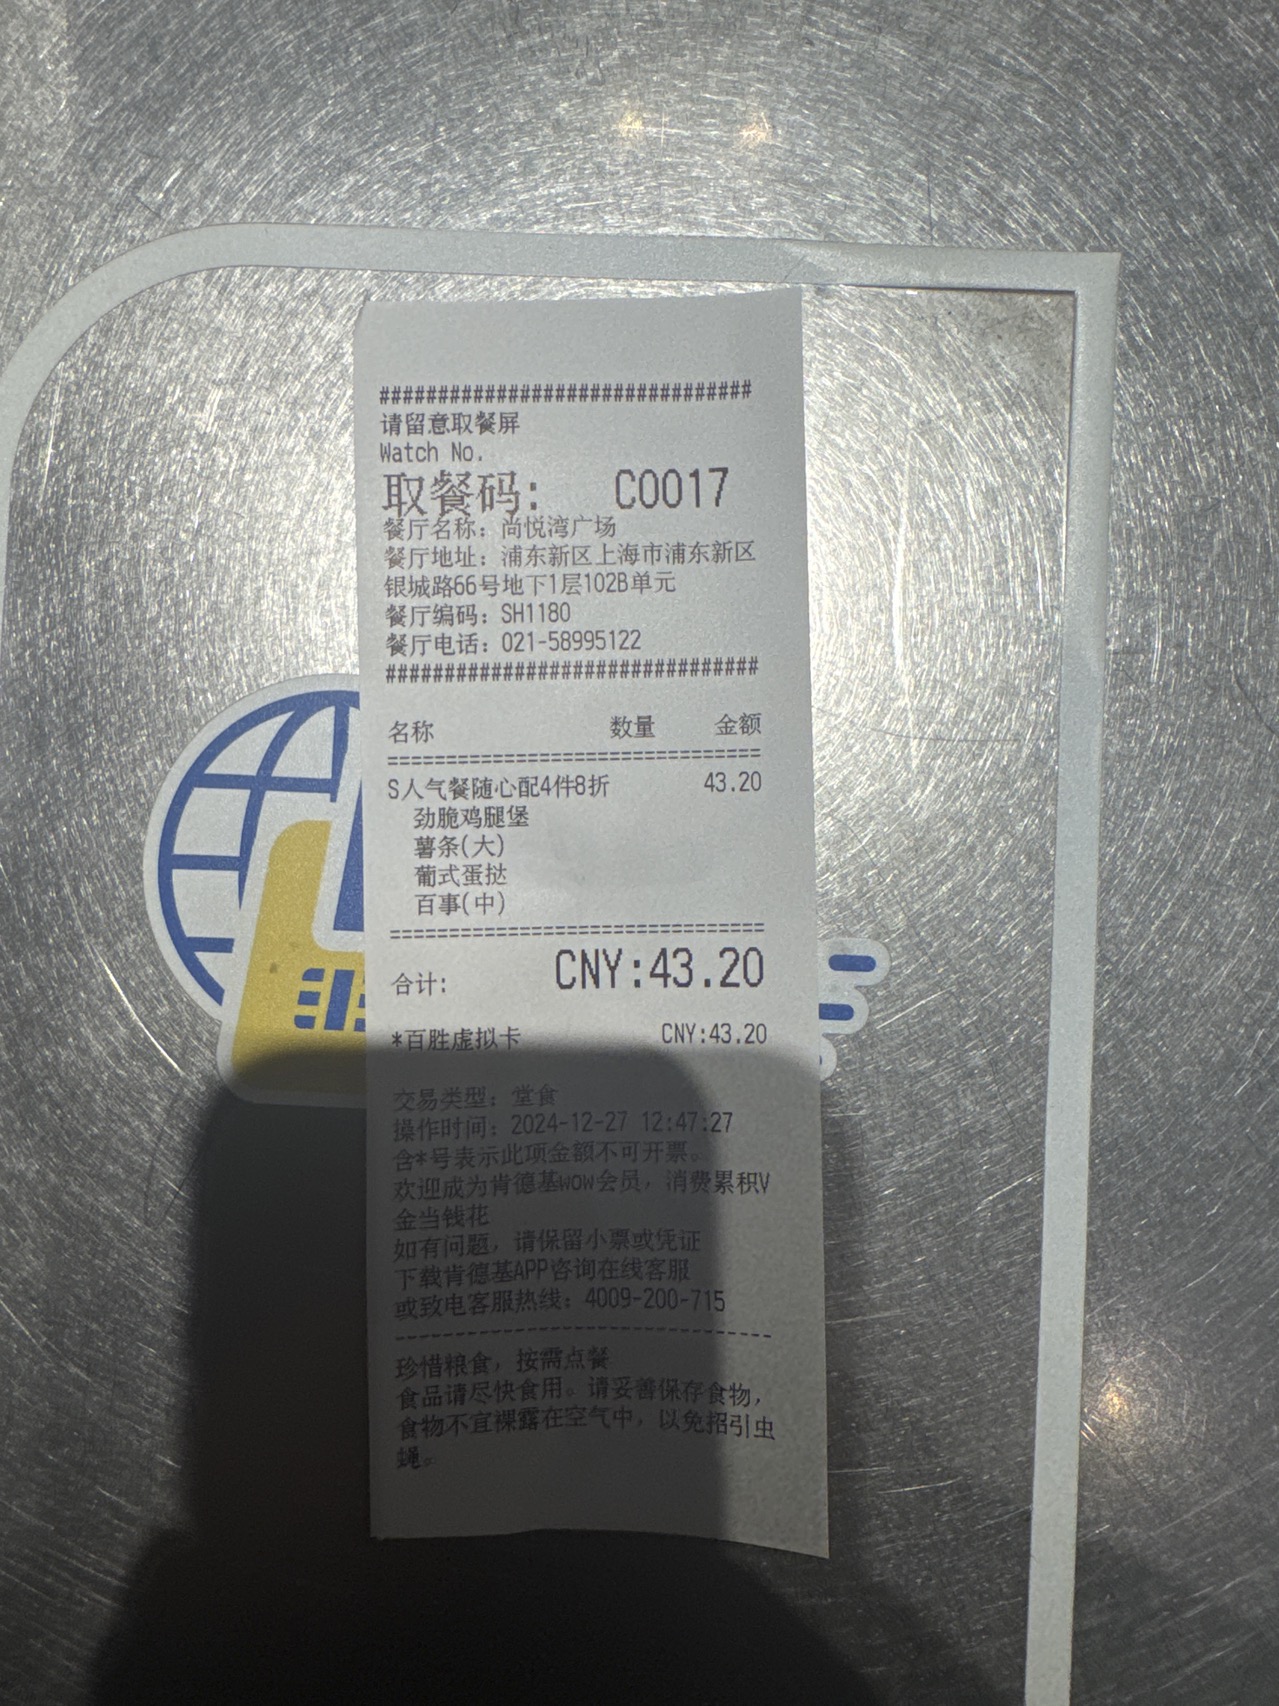 ##############################
请留意取餐屏
Watch No.
取餐码: C0017
餐厅名称: 尚悦湾广场
餐厅地址: 浦东新区上海市浦东新区
银城路66号地下1层102B单元
餐厅编码: SH1180
餐厅电话: 021-58995122
##############################
名称 数量 金额
==============================
S人气餐随心配4件8折 43.20
劲脆鸡腿堡
薯条(大)
葡式蛋挞
百事(中)
==============================
合计: CNY:43.20
*百胜虚拟卡 CNY:43.20
交易类型: 堂食
操作时间: 2024-12-27 12:47:27
含*号表示此项金额不可开票。
欢迎成为肯德基wow会员, 消费累积V
金当钱花
如有问题, 请保留小票或凭证
下载肯德基APP咨询在线客服
或致电客服热线: 4009-200-715
--------------------------------
珍惜粮食, 按需点餐
食品请尽快食用。请妥善保存食物,
食物不宜裸露在空气中, 以免招引虫
蝇。